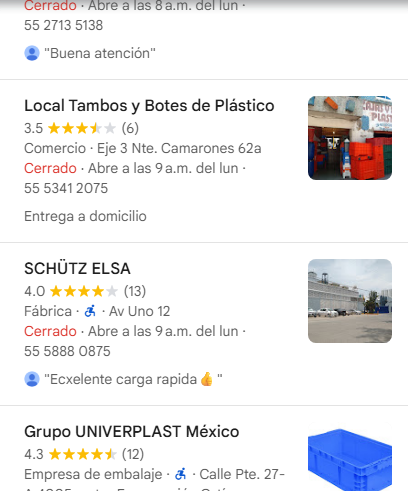 Cerrado · Abre a las 8 a.m. del lun ·
55 2713 5138
"Buena atención"
Local Tambos y Botes de Plástico
3.5 ★★★★★ (6)
Comercio · Eje 3 Nte. Camarones 62a
Cerrado · Abre a las 9 a.m. del lun ·
55 5341 2075
Entrega a domicilio
SCHÜTZ ELSA
4.0 ★★★★★ (13)
Fábrica · Av Uno 12
Cerrado · Abre a las 9 a.m. del lun ·
55 5888 0875
"Ecxelente carga rapida👍 "
Grupo UNIVERPLAST México
4.3 ★★★★★ (12)
Empresa de embalaje · Calle Pte. 27-